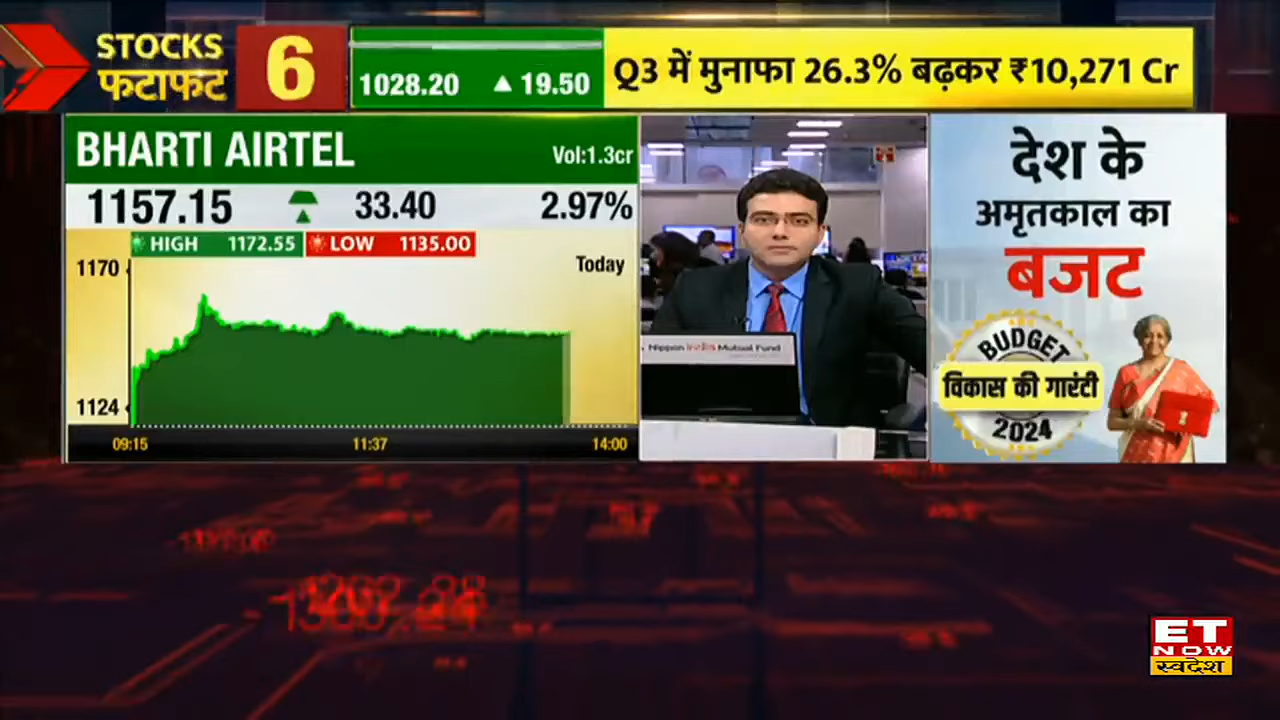 STOCKS
फटाफट
6
1028.20 ▲ 19.50
Q3 में मुनाफा 26.3% बढ़कर ₹10,271 Cr
BHARTI AIRTEL Vol:1.3cr
1157.15 33.40 2.97%
HIGH 1172.55 LOW 1135.00
Today
1170
1124
09:15 11:37 14:00
Nippon India Mutual Fund
देश के
अमृतकाल का
बजट
BUDGET
विकास की गारंटी
2024
ET
NOW
स्वदेश